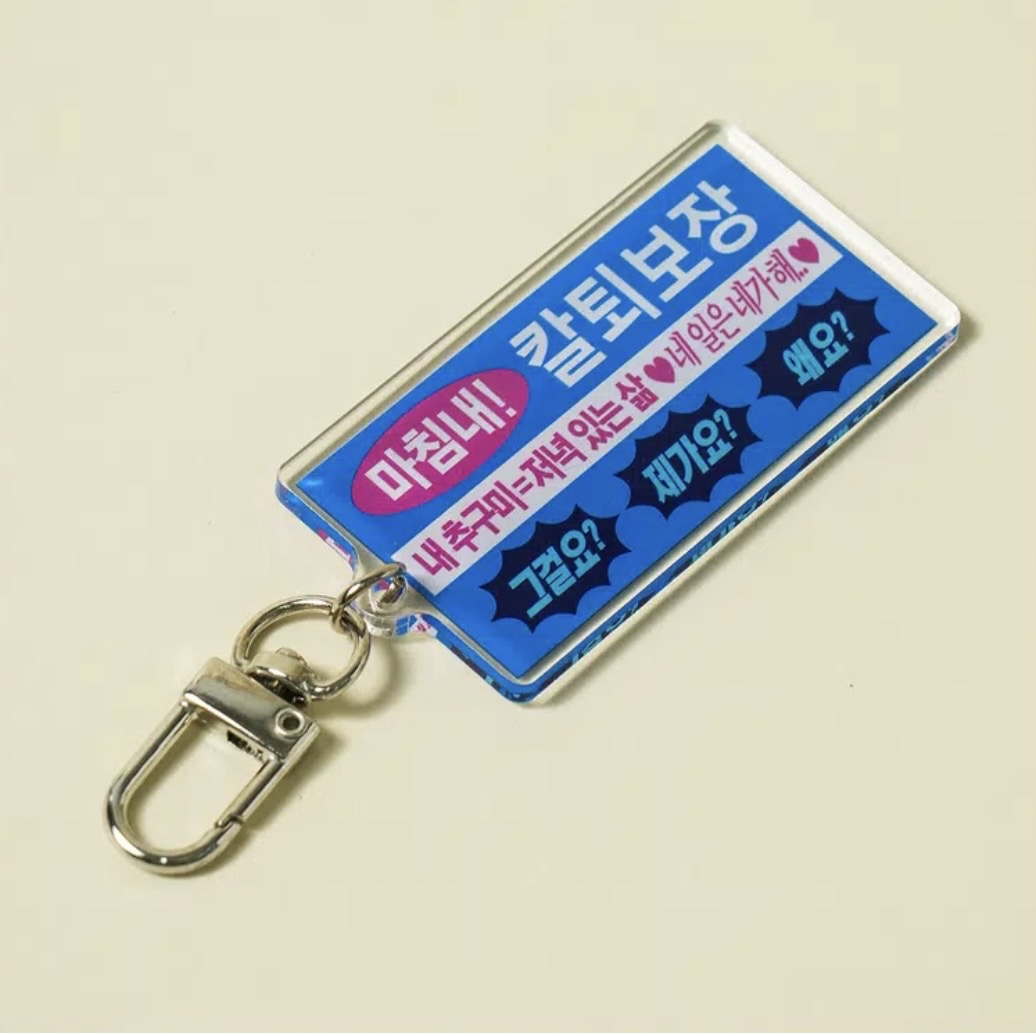 마침내! 칼퇴보장
내 추구미=저녁 있는 삶♥네 일은 네가 해..♥
그걸요? 제가요? 왜요?